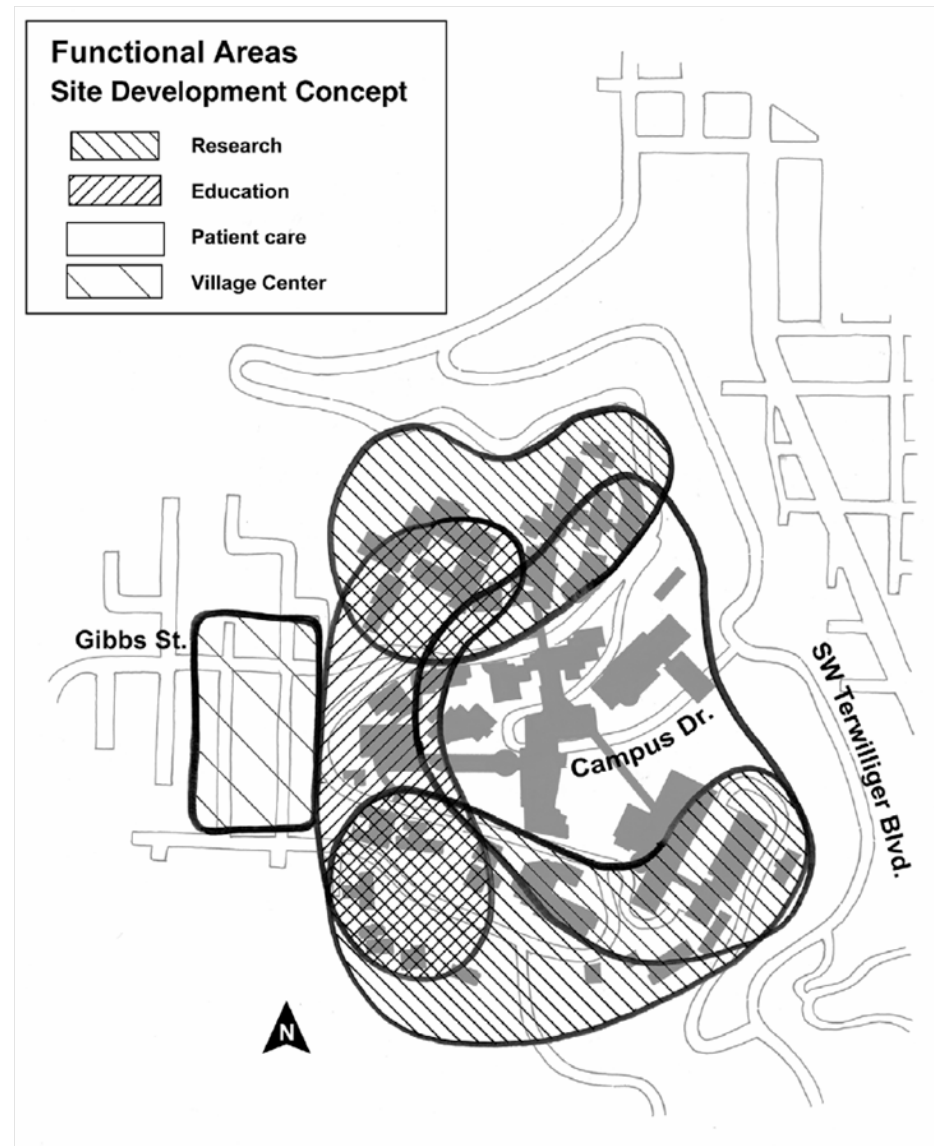 Functional Areas
Site Development Concept
Research
Education
Patient care
Village Center
Gibbs St.
Campus Dr.
SW Terwilliger Blvd.
N